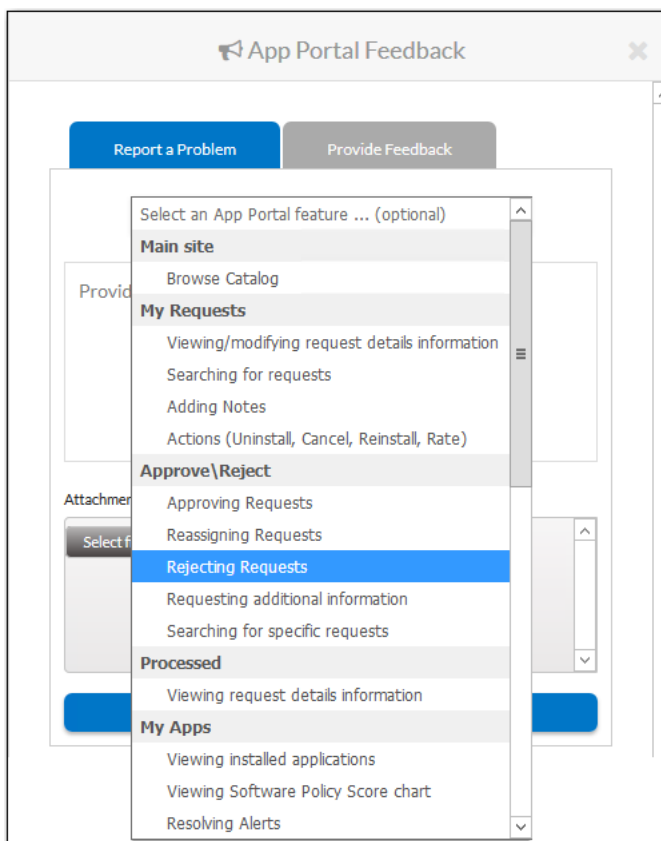 App Portal Feedback
Report a Problem
Provide Feedback
Select an App Portal feature ... (optional)
Main site
Browse Catalog
Provid
My Requests
Viewing/modifying request details information
Searching for requests
Adding Notes
Actions (Uninstall, Cancel, Reinstall, Rate)
Approve\Reject
Attachmen
Approving Requests
Select f
Reassigning Requests
Rejecting Requests
Requesting additional information
Searching for specific requests
Processed
Viewing request details information
My Apps
Viewing installed applications
Viewing Software Policy Score chart
Resolving Alerts